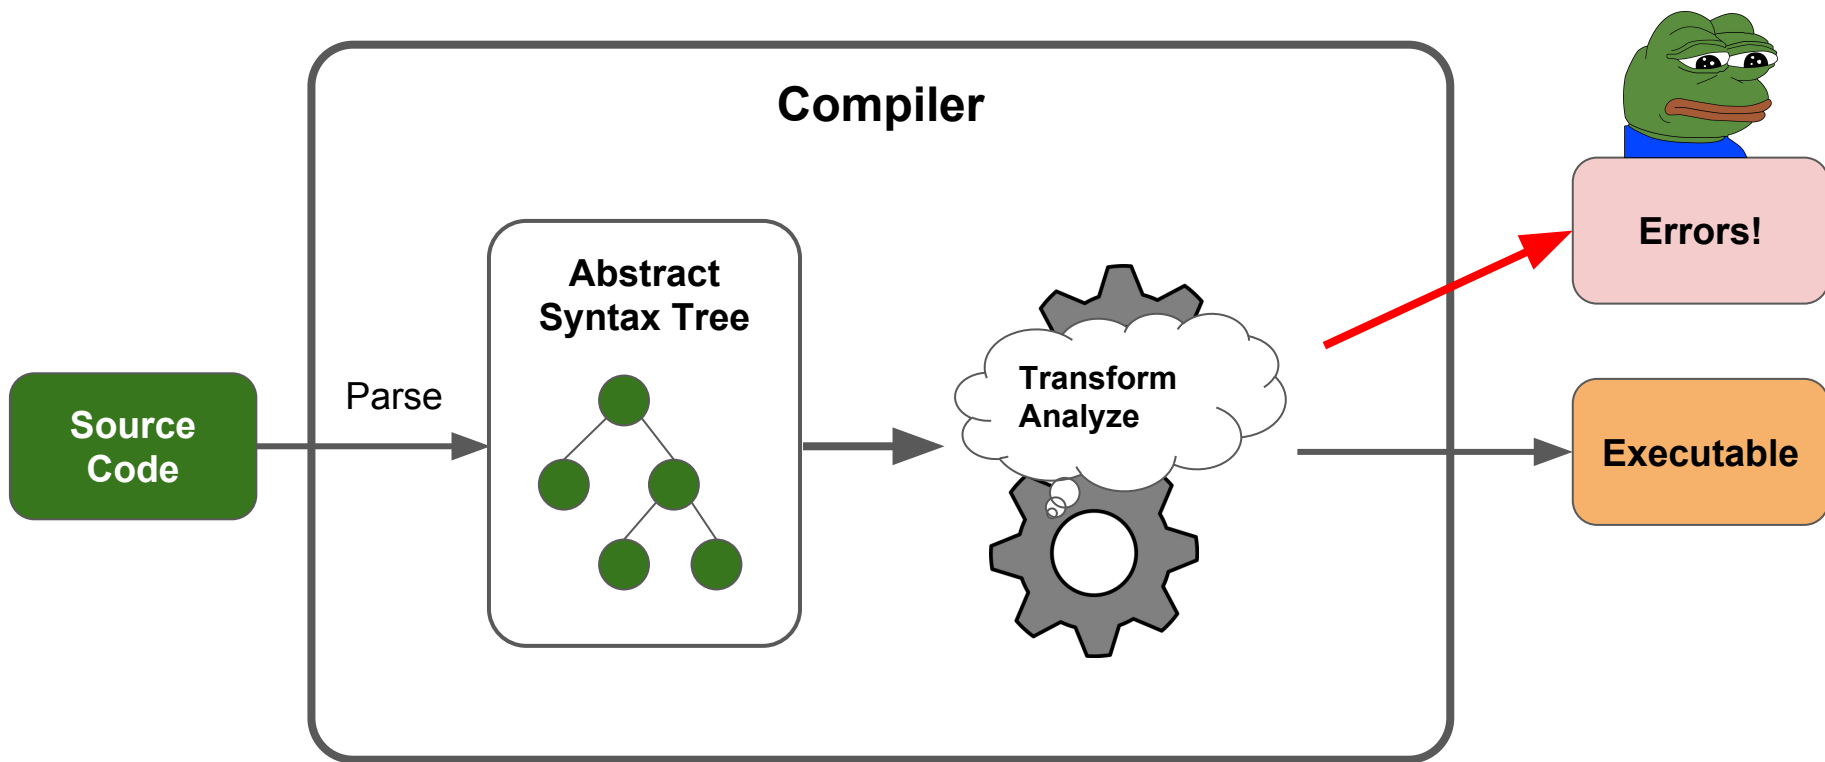 Compiler
Errors!
Abstract
Syntax Tree
Transform
Analyze
Parse
Source
Code
Executable